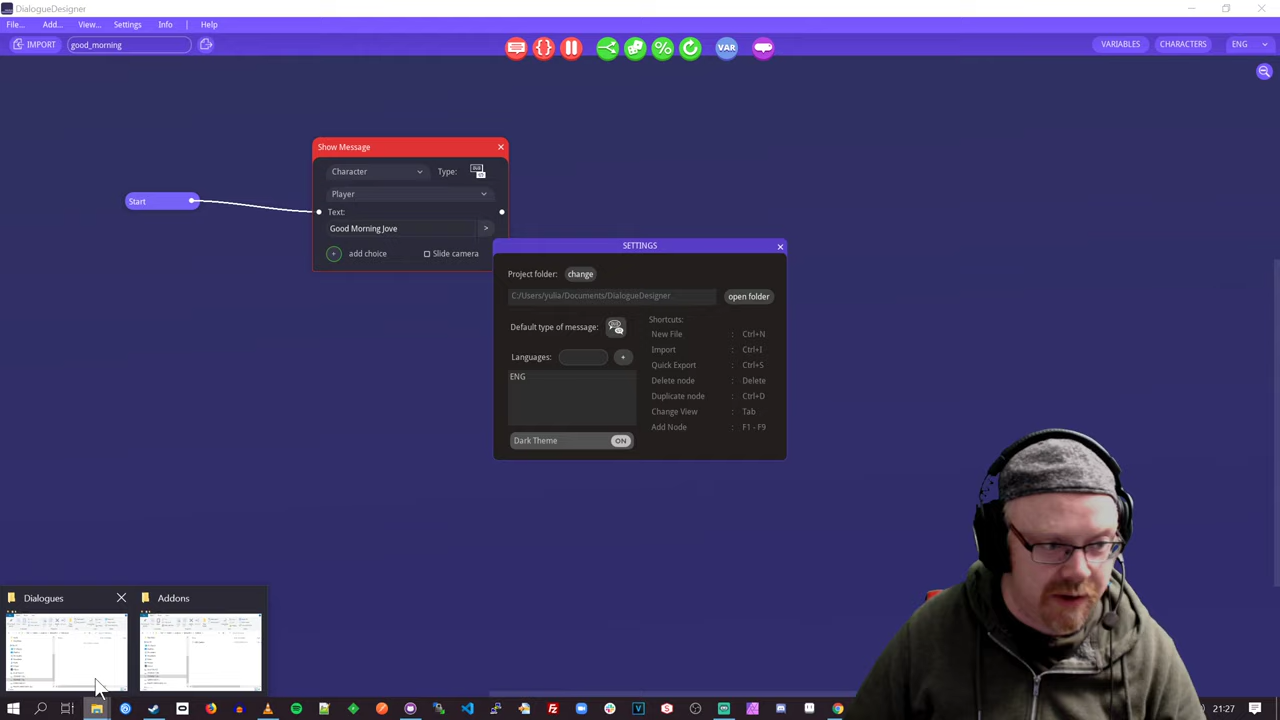 DialogueDesigner
File... Add... View... Settings Info Help
IMPORT good_morning VAR VARIABLES CHARACTERS ENG
Show Message
Character Type:
Start
Player
Text:
Good Morning Jove >
+ add choice Slide camera
SETTINGS
Project folder: change
C:/Users/yulia/Documents/DialogueDesigner
open folder
Default type of message:
Languages: +
ENG
Dark Theme ON
Shortcuts:
New File : Ctrl+N
Import : Ctrl+I
Quick Export : Ctrl+S
Delete node : Delete
Duplicate node : Ctrl+D
Change View : Tab
Add Node : F1 - F9
Dialogues
Addons
21:27